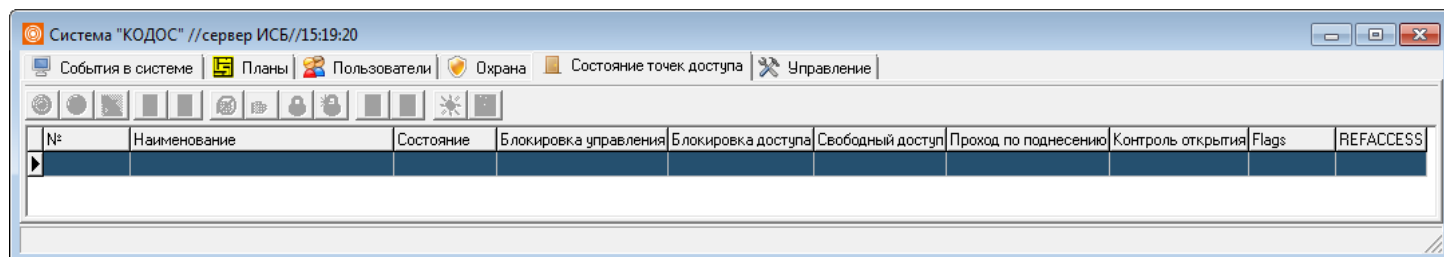 Система "КОДОС" //сервер ИСБ//15:19:20
События в системе Планы Пользователи Охрана Состояние точек доступа Управление
№ Наименование Состояние Блокировка управления Блокировка доступа Свободный доступ Проход по поднесению Контроль открытия Flags REFACCESS